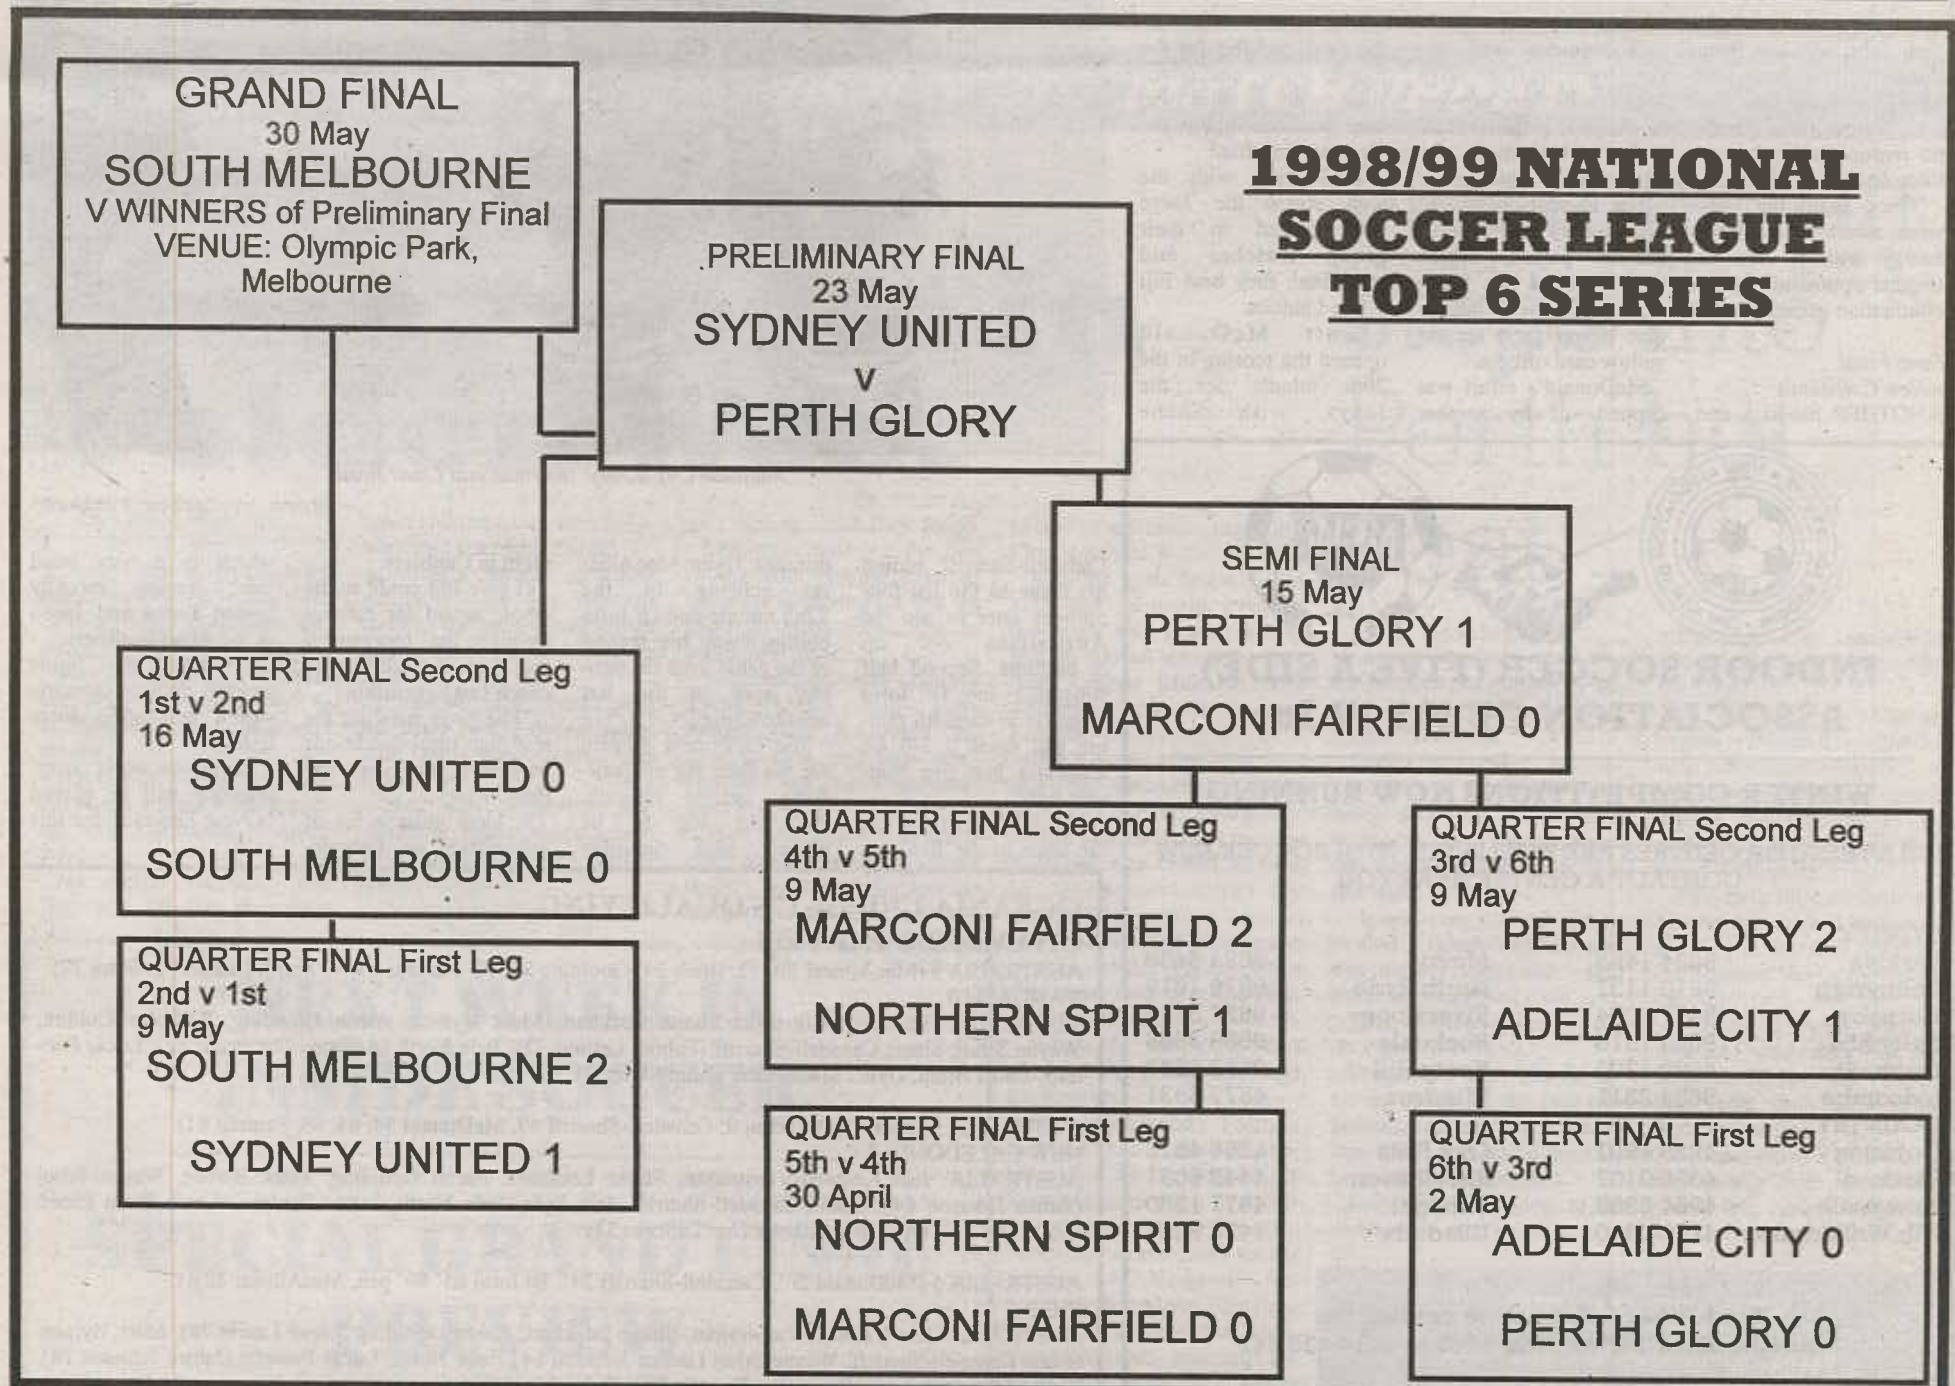 GRAND FINAL
30 May
SOUTH MELBOURNE
V WINNERS of Preliminary Final
VENUE: Olympic Park,
Melbourne
1998/99 NATIONAL
SOCCER LEAGUE
TOP 6 SERIES
PRELIMINARY FINAL
23 May
SYDNEY UNITED
V
PERTH GLORY
SEMI FINAL
15 May
PERTH GLORY 1
MARCONI FAIRFIELD 0
QUARTER FINAL Second Leg
1st v 2nd
16 May
SYDNEY UNITED 0
SOUTH MELBOURNE 0
QUARTER FINAL First Leg
2nd v 1st
9 May
SOUTH MELBOURNE 2
SYDNEY UNITED 1
QUARTER FINAL Second Leg
4th v 5th
9 May
MARCONI FAIRFIELD 2
NORTHERN SPIRIT 1
QUARTER FINAL First Leg
5th v 4th
30 April
NORTHERN SPIRIT 0
MARCONI FAIRFIELD 0
QUARTER FINAL Second Leg
3rd v 6th
9 May
PERTH GLORY 2
ADELAIDE CITY 1
QUARTER FINAL First Leg
6th v 3rd
2 May
ADELAIDE CITY 0
PERTH GLORY 0